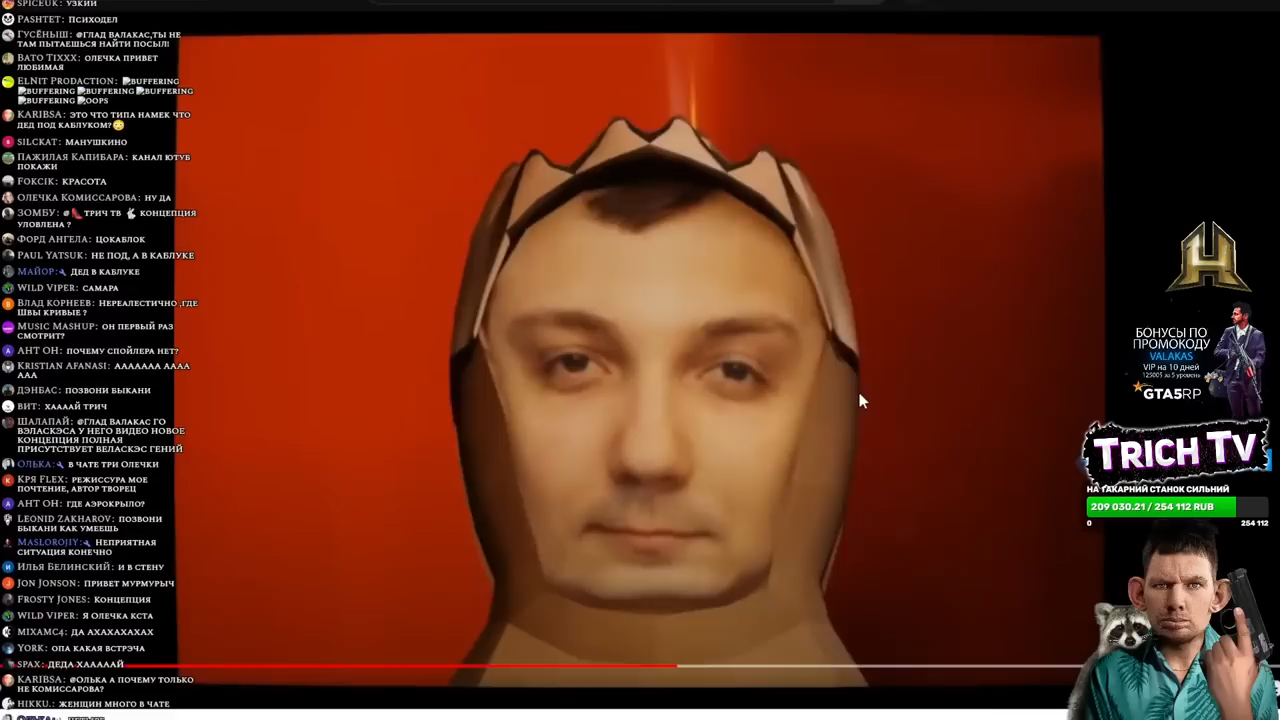 SPICEUK: УЗКИЙ
PASHTET: ПСИХОДЕЛ
ГУСЁНЫШ: @ГЛАД ВАЛАКАС,ТЫ НЕ
ТАМ ПЫТАЕШЬСЯ НАЙТИ ПОСЫЛ!
ВАТО TIXXX: ОЛЕЧКА ПРИВЕТ
ЛЮБИМАЯ
ELNIT PRODACTION: BUFFERING
BUFFERING BUFFERING BUFFERING
BUFFERING OOPS
KARIBSA: ЭТО ЧТО ТИПА НАМЕК ЧТО
ДЕД ПОД КАБЛУКОМ?😳
SILCKAT: МАНУШКИНО
ПАЖИЛАЯ КАПИБАРА: КАНАЛ ЮТУБ
ПОКАЖИ
FOKCIK: КРАСОТА
ОЛЕЧКА КОМИССАРОВА: НУ ДА
ЗОМБУ: @👠ТРИЧ ТВ 🐇 КОНЦЕПЦИЯ
УЛОВЛЕНА ?
ФОРД АНГЕЛА: ЦОКАБЛОК
PAUL YATSUK: НЕ ПОД, А В КАБЛУКЕ
МАЙОР: ДЕД В КАБЛУКЕ
WILD VIPER: САМАРА
ВЛАД КОРНЕЕВ: НЕРЕАЛЕСТИЧНО ,ГДЕ
ШВЫ КРИВЫЕ ?
MUSIC MASHUP: ОН ПЕРВЫЙ РАЗ
СМОТРИТ?
АНТ ОН: ПОЧЕМУ СПОЙЛЕРА НЕТ?
KRISTIAN AFANASI: ААААААА АААА
ААА
ДЭНБАС: ПОЗВОНИ БЫКАНИ
ВИТ: ХАААЙ ТРИЧ
ШАЛАПАЙ: @ГЛАД ВАЛАКАС ГО
ВЭЛАСКЭСА У НЕГО ВИДЕО НОВОЕ
КОНЦЕПЦИЯ ПОЛНАЯ
ПРИСУТСТВУЕТ ВЕЛАСКЭС ГЕНИЙ
ОЛЬКА: В ЧАТЕ ТРИ ОЛЕЧКИ
КРЯ FLEX: РЕЖИССУРА МОЕ
ПОЧТЕНИЕ, АВТОР ТВОРЕЦ
АНТ ОН: ГДЕ АЭРОКРЫЛО?
LEONID ZAKHAROV: ПОЗВОНИ
БЫКАНИ КАК УМЕЕШЬ
MASLOROJIY: НЕПРИЯТНАЯ
СИТУАЦИЯ КОНЕЧНО
ИЛЬЯ БЕЛИНСКИЙ: И В СТЕНУ
JON JONSON: ПРИВЕТ МУРМУРЫЧ
FROSTY JONES: КОНЦЕПЦИЯ
WILD VIPER: Я ОЛЕЧКА КСТА
MIXAMC4: ДА АХАХАХАХАХ
YORK: ОПА КАКАЯ ВСТРЕЧА
SPAX: ДЕДА ХАААААЙ
KARIBSA: @ОЛЬКА А ПОЧЕМУ ТОЛЬКО
НЕ КОМИССАРОВА?
HIKKU.: ЖЕНЩИН МНОГО В ЧАТЕ
БОНУСЫ ПО
ПРОМОКОДУ
VALAKAS
VIP на 10 дней
12500$ за 5 уровень
GTA5RP
TRICH TV
НА ТАКАРНИЙ СТАНОК СИЛЬНИЙ
209 030.21 / 254 112 RUB
0 254 112